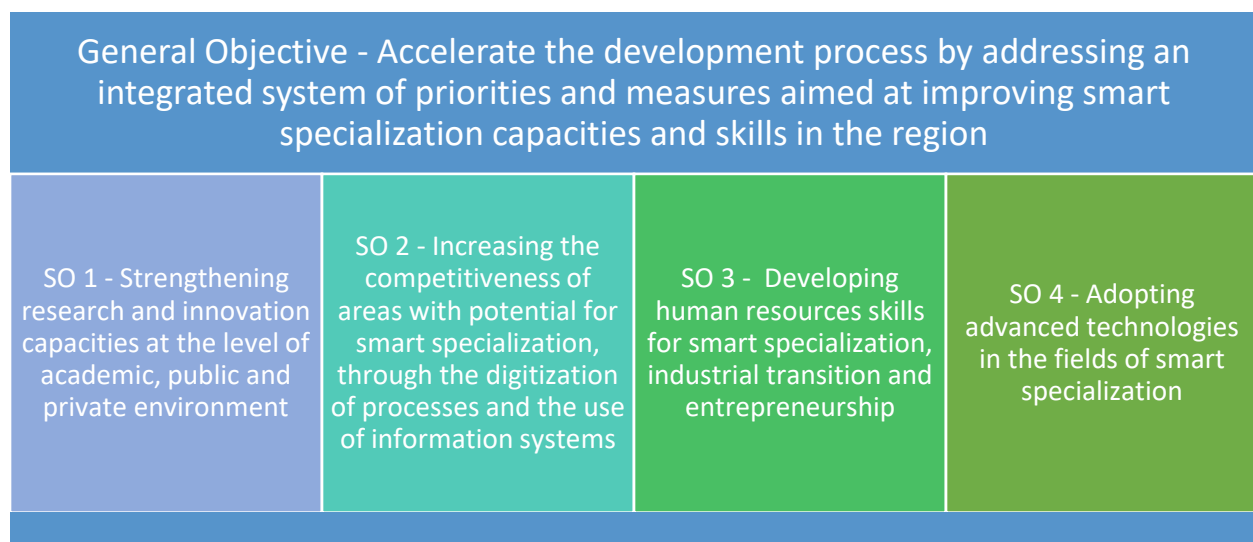 General Objective - Accelerate the development process by addressing an
integrated system of priorities and measures aimed at improving smart
specialization capacities and skills in the region
SO 1 - Strengthening
research and innovation
capacities at the level of
academic, public and
private environment
SO 2 - Increasing the
competitiveness of
areas with potential for
smart specialization,
through the digitization
of processes and the use
of information systems
SO 3 -  Developing
human resources skills
for smart specialization,
industrial transition and
entrepreneurship
SO 4 - Adopting
advanced technologies
in the fields of smart
specialization